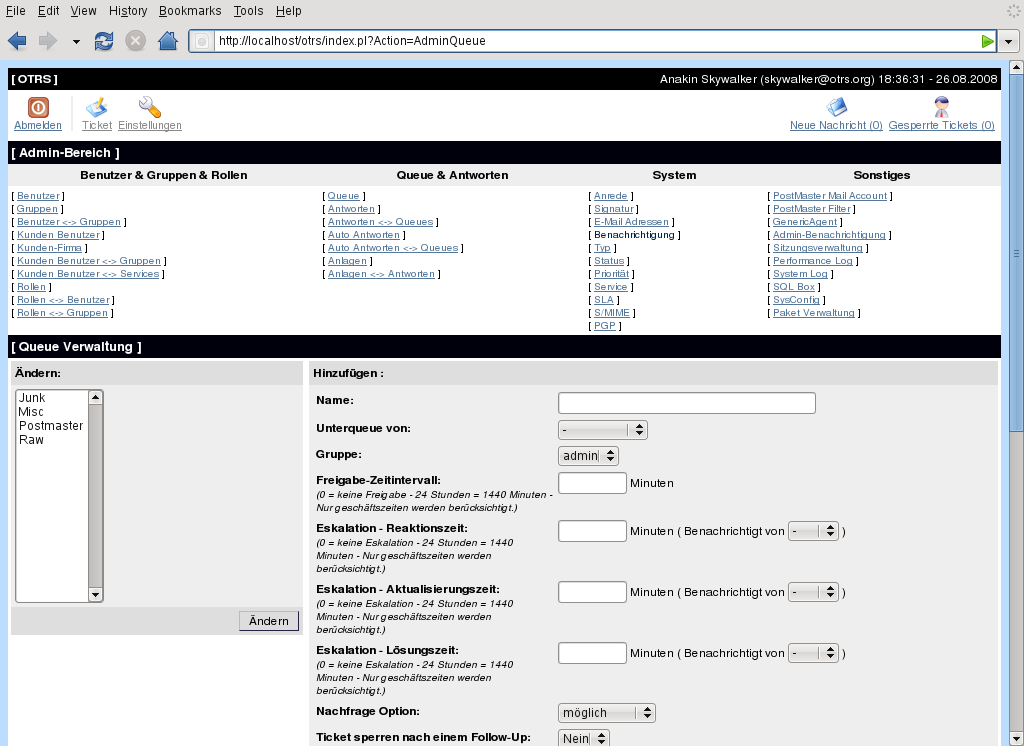 File Edit View History Bookmarks Tools Help
http://localhost/otrs/index.pl?Action=AdminQueue
[ OTRS ] Anakin Skywalker (skywalker@otrs.org) 18:36:31 - 26.08.2008
Abmelden Ticket Einstellungen Neue Nachricht (0) Gesperrte Tickets (0)
[ Admin-Bereich ]
Benutzer & Gruppen & Rollen Queue & Antworten System Sonstiges
[ Benutzer ] [ Queue ] [ Anrede ] [ PostMaster Mail Account ]
[ Gruppen ] [ Antworten ] [ Signatur ] [ PostMaster Filter ]
[ Benutzer <-> Gruppen ] [ Antworten <-> Queues ] [ E-Mail Adressen ] [ GenericAgent ]
[ Kunden Benutzer ] [ Auto Antworten ] [ Benachrichtigung ] [ Admin-Benachrichtigung ]
[ Kunden-Firma ] [ Auto Antworten <-> Queues ] [ Typ ] [ Sitzungsverwaltung ]
[ Kunden Benutzer <-> Gruppen ] [ Anlagen ] [ Status ] [ Performance Log ]
[ Kunden Benutzer <-> Services ] [ Anlagen <-> Antworten ] [ Priorität ] [ System Log ]
[ Rollen ] [ Service ] [ SQL Box ]
[ Rollen <-> Benutzer ] [ SLA ] [ SysConfig ]
[ Rollen <-> Gruppen ] [ S/MIME ] [ Paket Verwaltung ]
[ PGP ]
[ Queue Verwaltung ]
Ändern:
Junk
Misc
Postmaster
Raw
Ändern
Hinzufügen :
Name:
Unterqueue von: -
Gruppe: admin
Freigabe-Zeitintervall: Minuten
(0 = keine Freigabe - 24 Stunden = 1440 Minuten -
Nur geschäftszeiten werden berücksichtigt.)
Eskalation - Reaktionszeit: Minuten ( Benachrichtigt von - )
(0 = keine Eskalation - 24 Stunden = 1440
Minuten - Nur geschäftszeiten werden
berücksichtigt.)
Eskalation - Aktualisierungszeit: Minuten ( Benachrichtigt von - )
(0 = keine Eskalation - 24 Stunden = 1440
Minuten - Nur geschäftszeiten werden
berücksichtigt.)
Eskalation - Lösungszeit: Minuten ( Benachrichtigt von - )
(0 = keine Eskalation - 24 Stunden = 1440
Minuten - Nur geschäftszeiten werden
berücksichtigt.)
Nachfrage Option: möglich
Ticket sperren nach einem Follow-Up: Nein